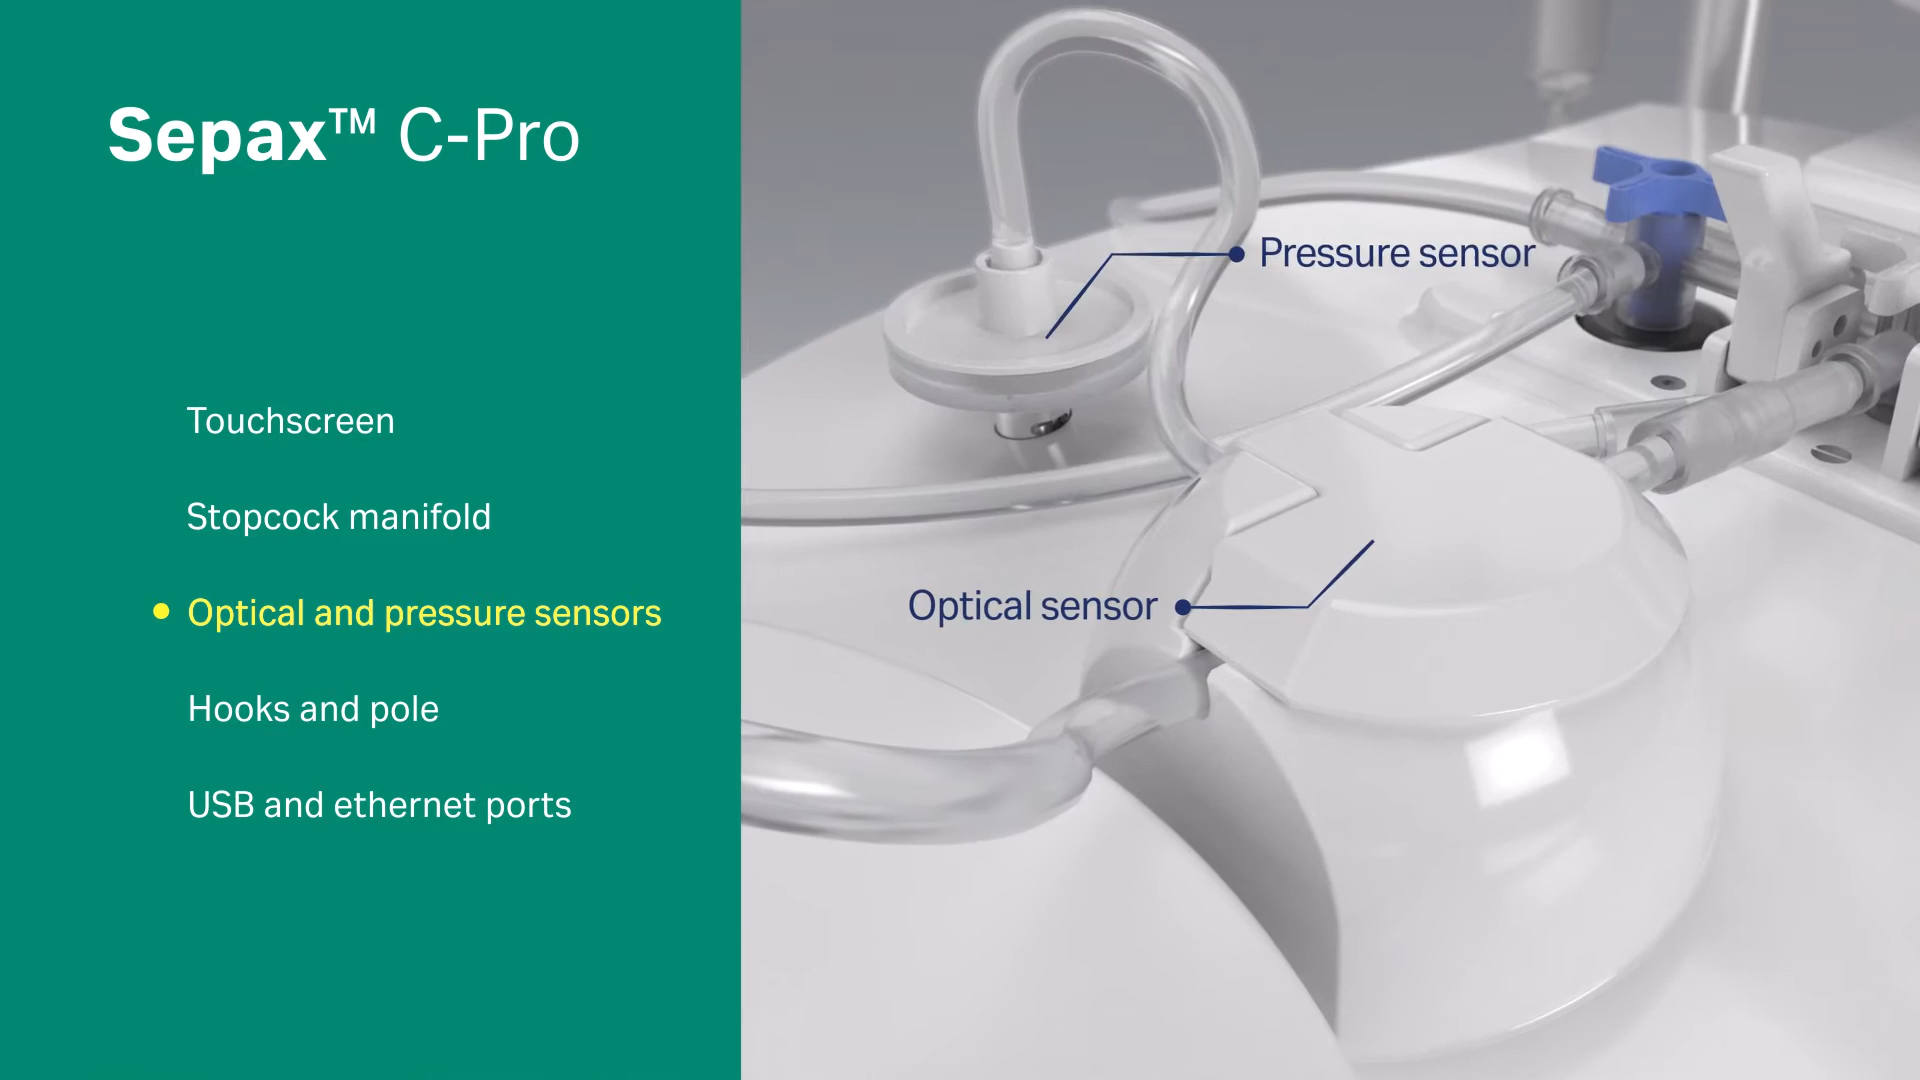 Sepax™ C-Pro
Touchscreen
Stopcock manifold
Optical and pressure sensors
Hooks and pole
USB and ethernet ports
Pressure sensor
Optical sensor